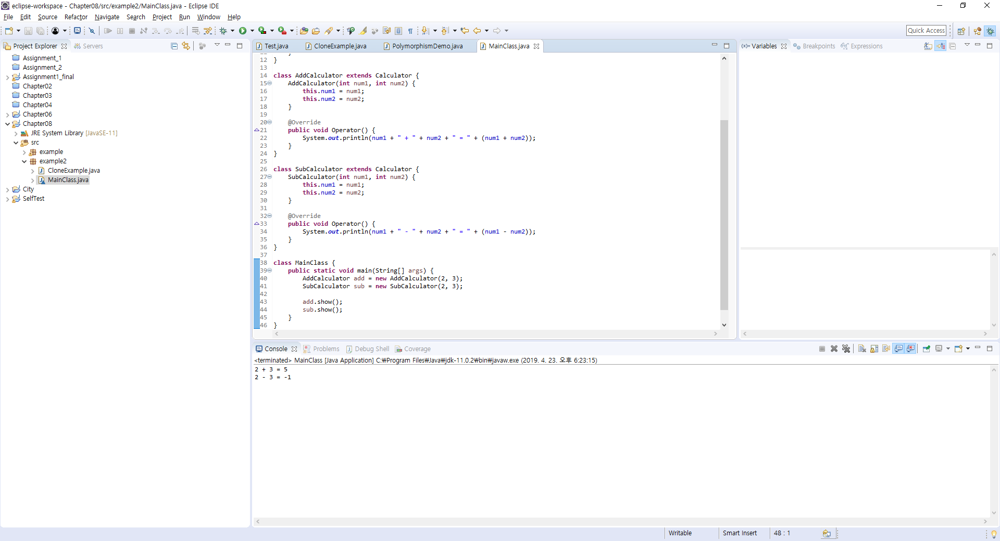 eclipse-workspace - Chapter08/src/example2/MainClass.java - Eclipse IDE
File Edit Source Refactor Navigate Search Project Run Window Help
Quick Access
Project Explorer Servers
Assignment_1
Assignment_2
Assignment1_final
Chapter02
Chapter03
Chapter04
Chapter06
Chapter08
JRE System Library [JavaSE-11]
src
example
example2
CloneExample.java
MainClass.java
City
SelfTest
Test.java CloneExample.java PolymorphismDemo.java MainClass.java
12 }
13
14 class AddCalculator extends Calculator {
15 AddCalculator(int num1, int num2) {
16 this.num1 = num1;
17 this.num2 = num2;
18 }
19
20 @Override
21 public void Operator() {
22 System.out.println(num1 + " + " + num2 + " = " + (num1 + num2));
23 }
24 }
25
26 class SubCalculator extends Calculator {
27 SubCalculator(int num1, int num2) {
28 this.num1 = num1;
29 this.num2 = num2;
30 }
31
32 @Override
33 public void Operator() {
34 System.out.println(num1 + " - " + num2 + " = " + (num1 - num2));
35 }
36 }
37
38 class MainClass {
39 public static void main(String[] args) {
40 AddCalculator add = new AddCalculator(2, 3);
41 SubCalculator sub = new SubCalculator(2, 3);
42
43 add.show();
44 sub.show();
45 }
46 }
(x)= Variables Breakpoints Expressions
Console Problems Debug Shell Coverage
<terminated> MainClass [Java Application] C:₩Program Files₩Java₩jdk-11.0.2₩bin₩javaw.exe (2019. 4. 23. 오후 6:23:15)
2 + 3 = 5
2 - 3 = -1
Writable Smart Insert 48 : 1